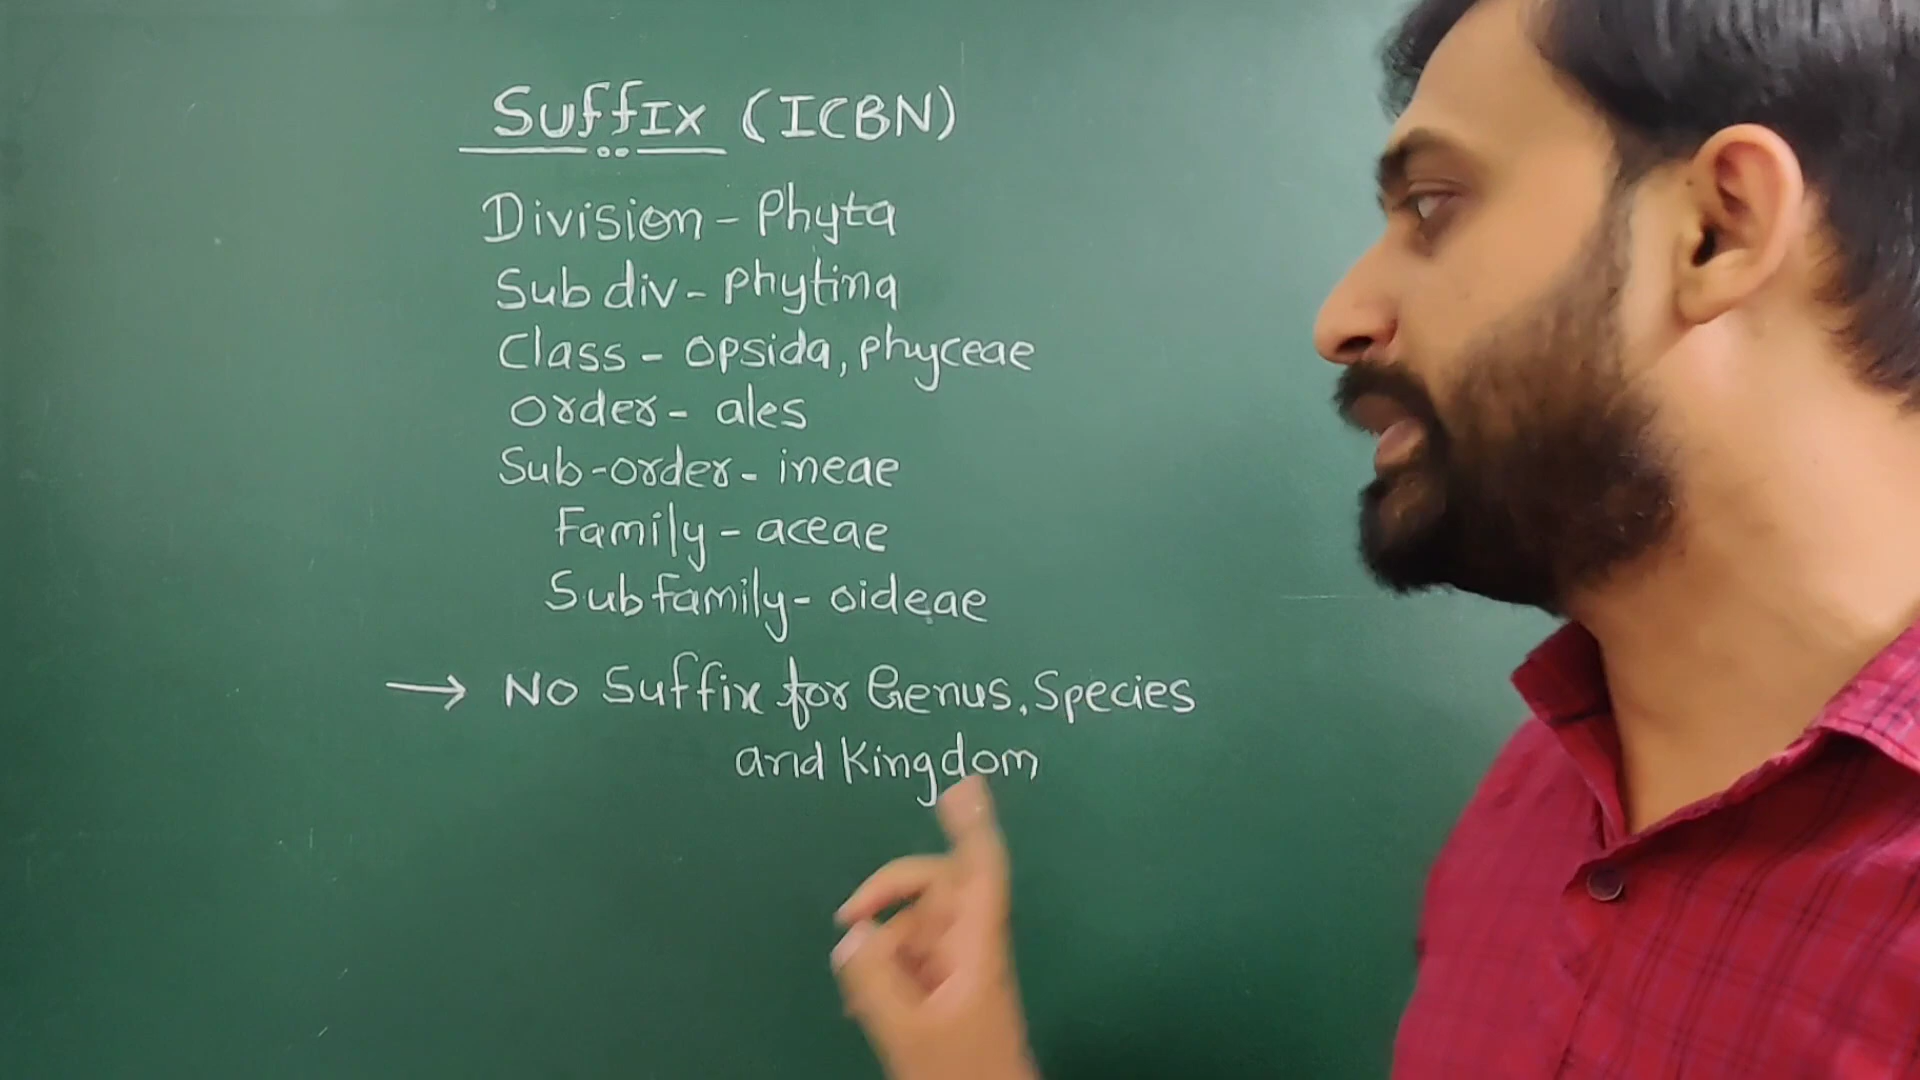 Suffix (ICBN)
Division - Phyta
Sub div - phytina
Class - opsida, phyceae
Order - ales
Sub-order - ineae
Family - aceae
Subfamily - oideae
→ No Suffix for Genus, Species
and Kingdom